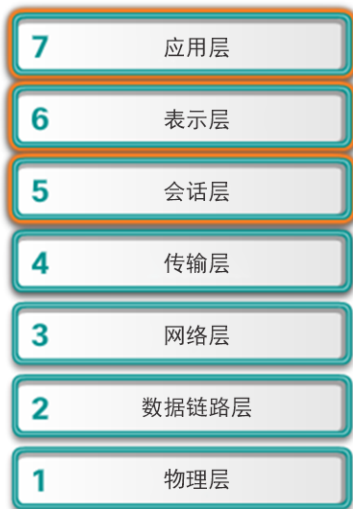 7 应用层
6 表示层
5 会话层
4 传输层
3 网络层
2 数据链路层
1 物理层